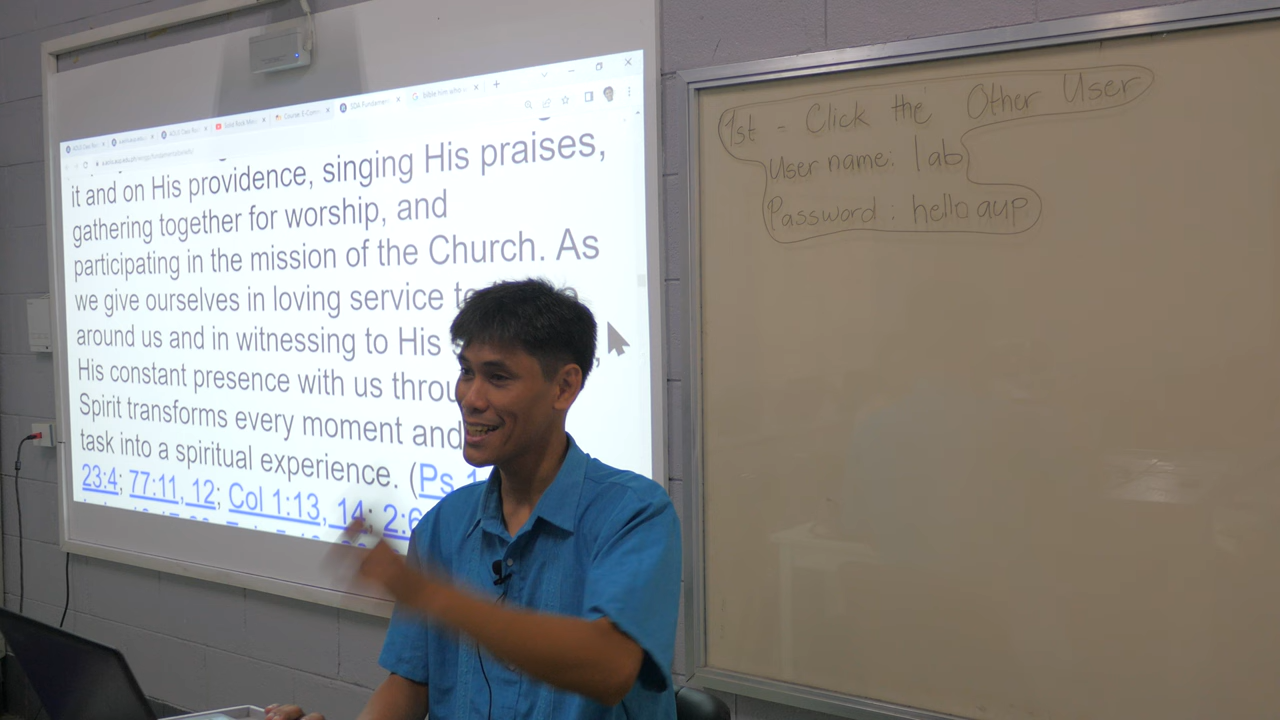 it and on His providence, singing His praises,
gathering together for worship, and
participating in the mission of the Church. As
we give ourselves in loving service to
around us and in witnessing to His
His constant presence with us
Spirit transforms every moment and
task into a spiritual experience. (Ps
23:4; 77:11, 12; Col 1:13, 14; 2:6
1st - Click the Other User
User name: lab
Password: hello aup